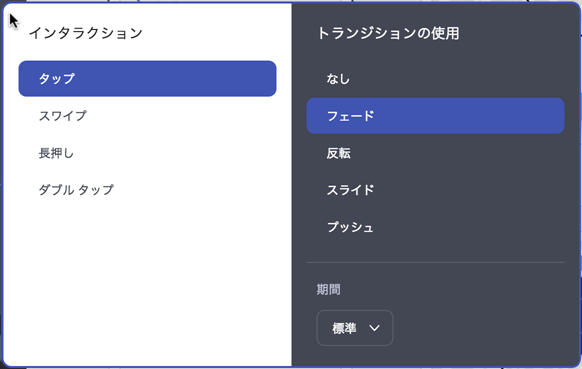 インタラクション
タップ
スワイプ
長押し
ダブル タップ
トランジションの使用
なし
フェード
反転
スライド
プッシュ
期間
標準